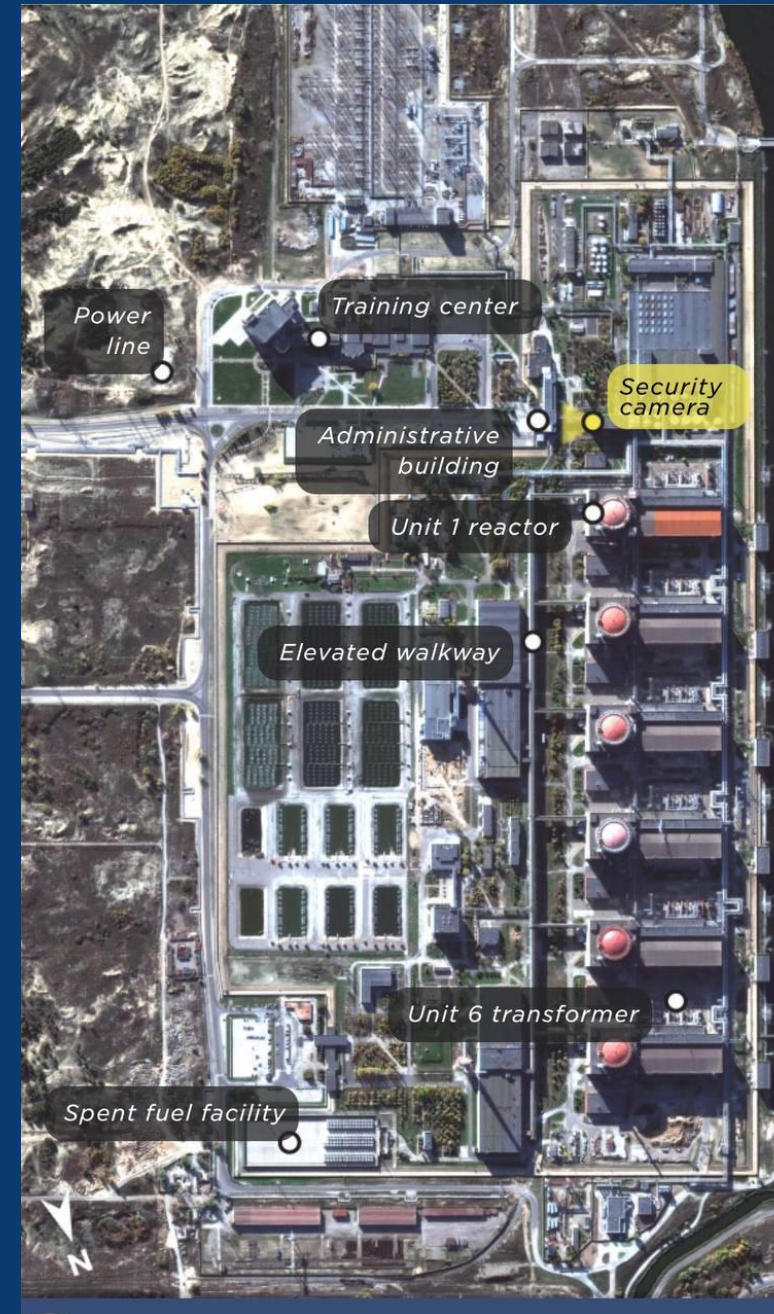 Training center
Power
line
Security
camera
Administrative
building
Unit 1 reactor
Elevated walkway
Unit 6 transformer
Spent fuel facility
N